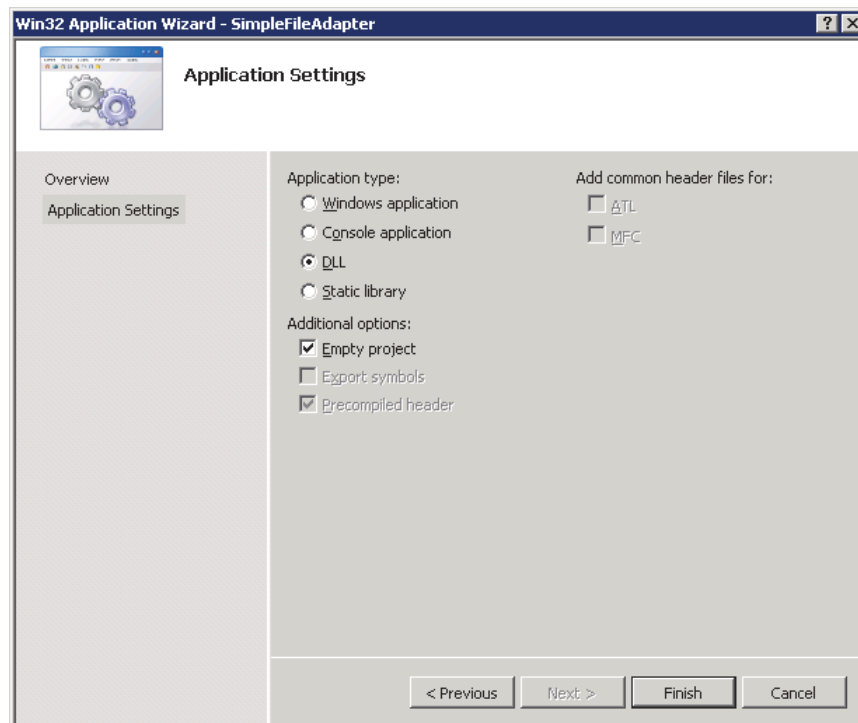 Win32 Application Wizard - SimpleFileAdapter
Application Settings
Overview
Application Settings
Application type:
Windows application
Console application
DLL
Static library
Additional options:
Empty project
Export symbols
Precompiled header
Add common header files for:
ATL
MFC
< Previous
Next >
Finish
Cancel